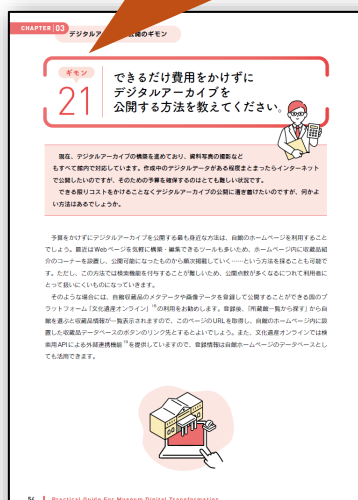 CHAPTER 03
デジタルア 公開のギモン
ギモン
21
できるだけ費用をかけずに
デジタルアーカイブを
公開する方法を教えてください。
現在、デジタルアーカイブの構築を進めており、資料写真の撮影など
もすべて館内で対応しています。作成中のデジタルデータがある程度まとまったらインターネット
で公開したいのですが、そのための予算を確保するのはとても難しい状況です。
できる限りコストをかけることなくデジタルアーカイブの公開に漕ぎ着けたいのですが、何かよ
い方法はあるでしょうか。
予算をかけずにデジタルアーカイブを公開する最も身近な方法は、自館のホームページを利用すること
でしょう。最近はWebページを気軽に構築・編集できるツールも多いため、ホームページ内に収蔵品紹
介のコーナーを設置し、公開可能になったものから順次掲載していく……という方法を採ることも可能で
す。ただし、この方法では検索機能を付与することが難しいため、公開点数が多くなるにつれて利用者に
とって扱いにくいものになっていきます。
そのような場合には、自館収蔵品のメタデータや画像データを登録して公開することができる国のプ
ラットフォーム「文化遺産オンライン」の利用をお勧めします。登録後、「所蔵館一覧から探す」から自
館を選ぶと収蔵品情報が一覧表示されますので、このページのURLを取得し、自館のホームページ内に設
置した収蔵品データベースのボタンのリンク先とするとよいでしょう。また、文化遺産オンラインでは検
索用APIによる外部連携機能を提供していますので、登録情報は自館ホームページのデータベースとし
ても活用できます。
54 Practical Guide For Museum Digital Transformation